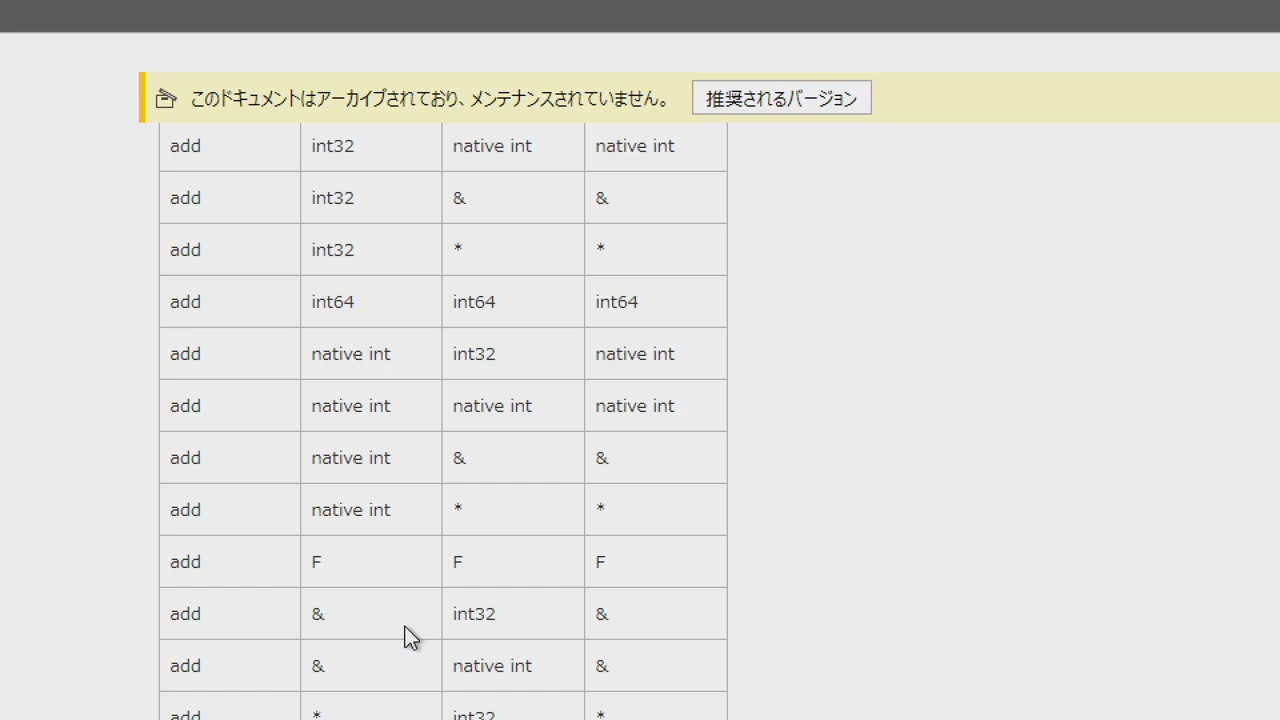 このドキュメントはアーカイブされており、メンテナンスされていません。 推奨されるバージョン
add int32 native int native int
add int32 & &
add int32 * *
add int64 int64 int64
add native int int32 native int
add native int native int native int
add native int & &
add native int * *
add F F F
add & int32 &
add & native int &
add * int32 *